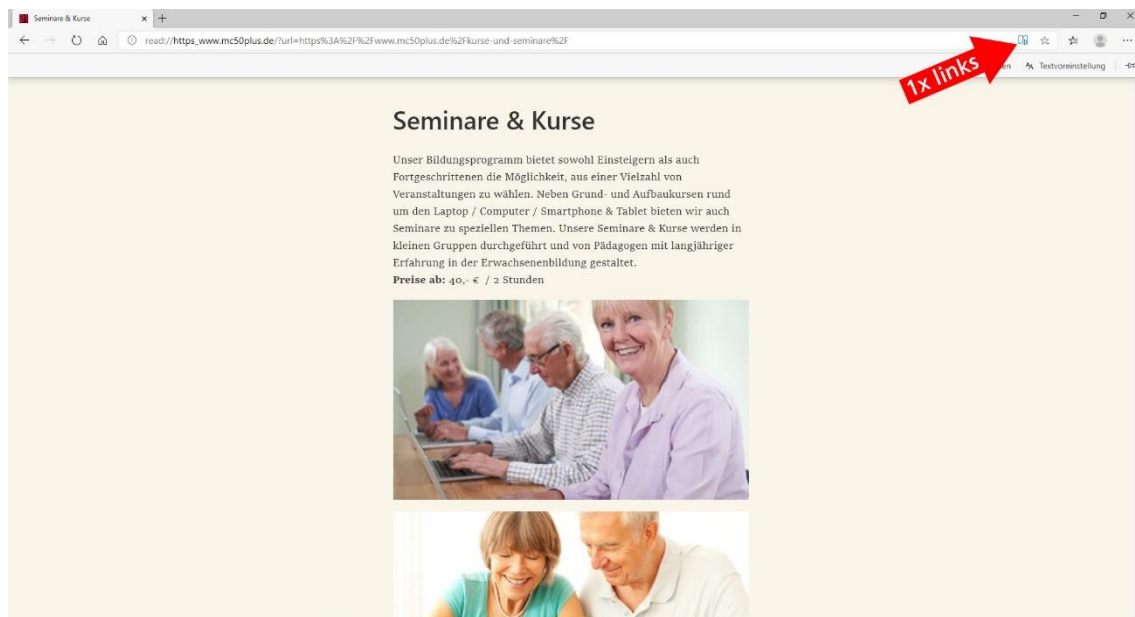 Seminare & Kurse
read://https_www.mc50plus.de/?url=https%3A%2F%2Fwww.mc50plus.de%2Fkurse-und-seminare%2F
1x links
Textvoreinstellung
Seminare & Kurse
Unser Bildungsprogramm bietet sowohl Einsteigern als auch
Fortgeschrittenen die Möglichkeit, aus einer Vielzahl von
Veranstaltungen zu wählen. Neben Grund- und Aufbaukursen rund
um den Laptop / Computer / Smartphone & Tablet bieten wir auch
Seminare zu speziellen Themen. Unsere Seminare & Kurse werden in
kleinen Gruppen durchgeführt und von Pädagogen mit langjähriger
Erfahrung in der Erwachsenenbildung gestaltet.
Preise ab: 40,- € / 2 Stunden